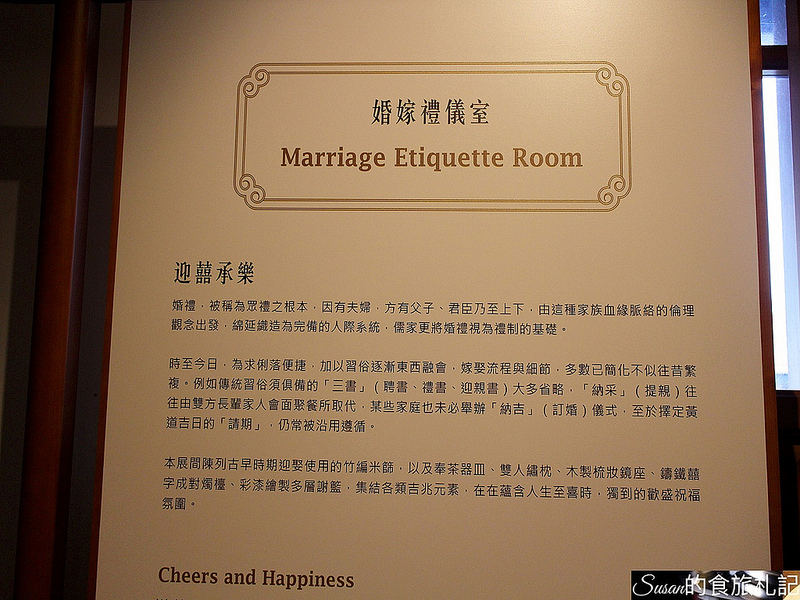 婚嫁禮儀室
Marriage Etiquette Room
迎囍承樂
婚禮，被稱為眾禮之根本，因有夫婦，方有父子、君臣乃至上下，由這種家族血緣脈絡的倫理
觀念出發，綿延織造為完備的人際系統，儒家更將婚禮視為禮制的基礎。
時至今日，為求俐落便捷，加以習俗逐漸東西融會，嫁娶流程與細節，多數已簡化不似往昔繁
複。例如傳統習俗須俱備的「三書」（聘書、禮書、迎親書）大多省略，「納采」（提親）往
往由雙方長輩家人會面聚餐所取代，某些家庭也未必舉辦「納吉」（訂婚）儀式，至於擇定黃
道吉日的「請期」，仍常被沿用遵循。
本展間陳列古早時期迎娶使用的竹編米篩，以及奉茶器皿、雙人繡枕、木製梳妝鏡座、鑄鐵囍
字成對燭檯、彩漆繪製多層謝籃，集結各類吉兆元素，在在蘊含人生至喜時，獨到的歡盛祝福
氛圍。
Cheers and Happiness
Susan的食旅札記